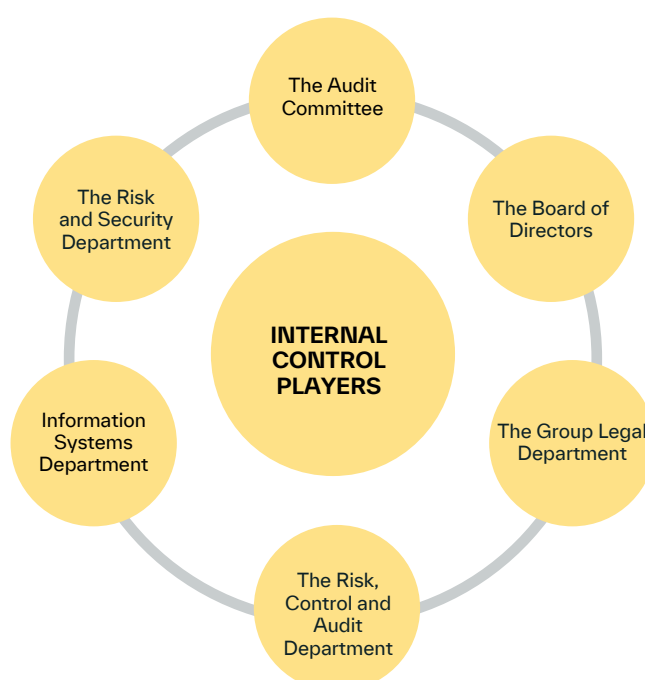 The Audit
Committee
The Risk
and Security
Department
The Board of
Directors
INTERNAL
CONTROL
PLAYERS
Information
Systems
Department
The Group Legal
Department
The Risk,
Control and
Audit
Department